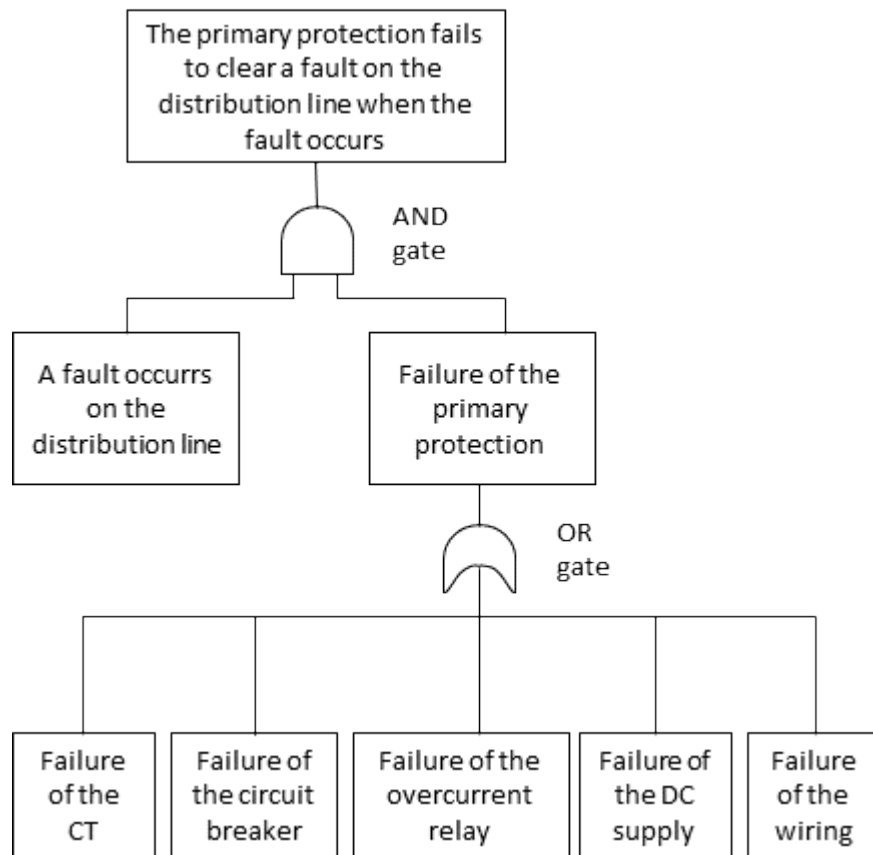 The primary protection fails
to clear a fault on the
distribution line when the
fault occurs
AND
gate
A fault occurrs
on the
distribution line
Failure of the
primary
protection
OR
gate
Failure
of the
CT
Failure of
the circuit
breaker
Failure of the
overcurrent
relay
Failure of
the DC
supply
Failure
of the
wiring